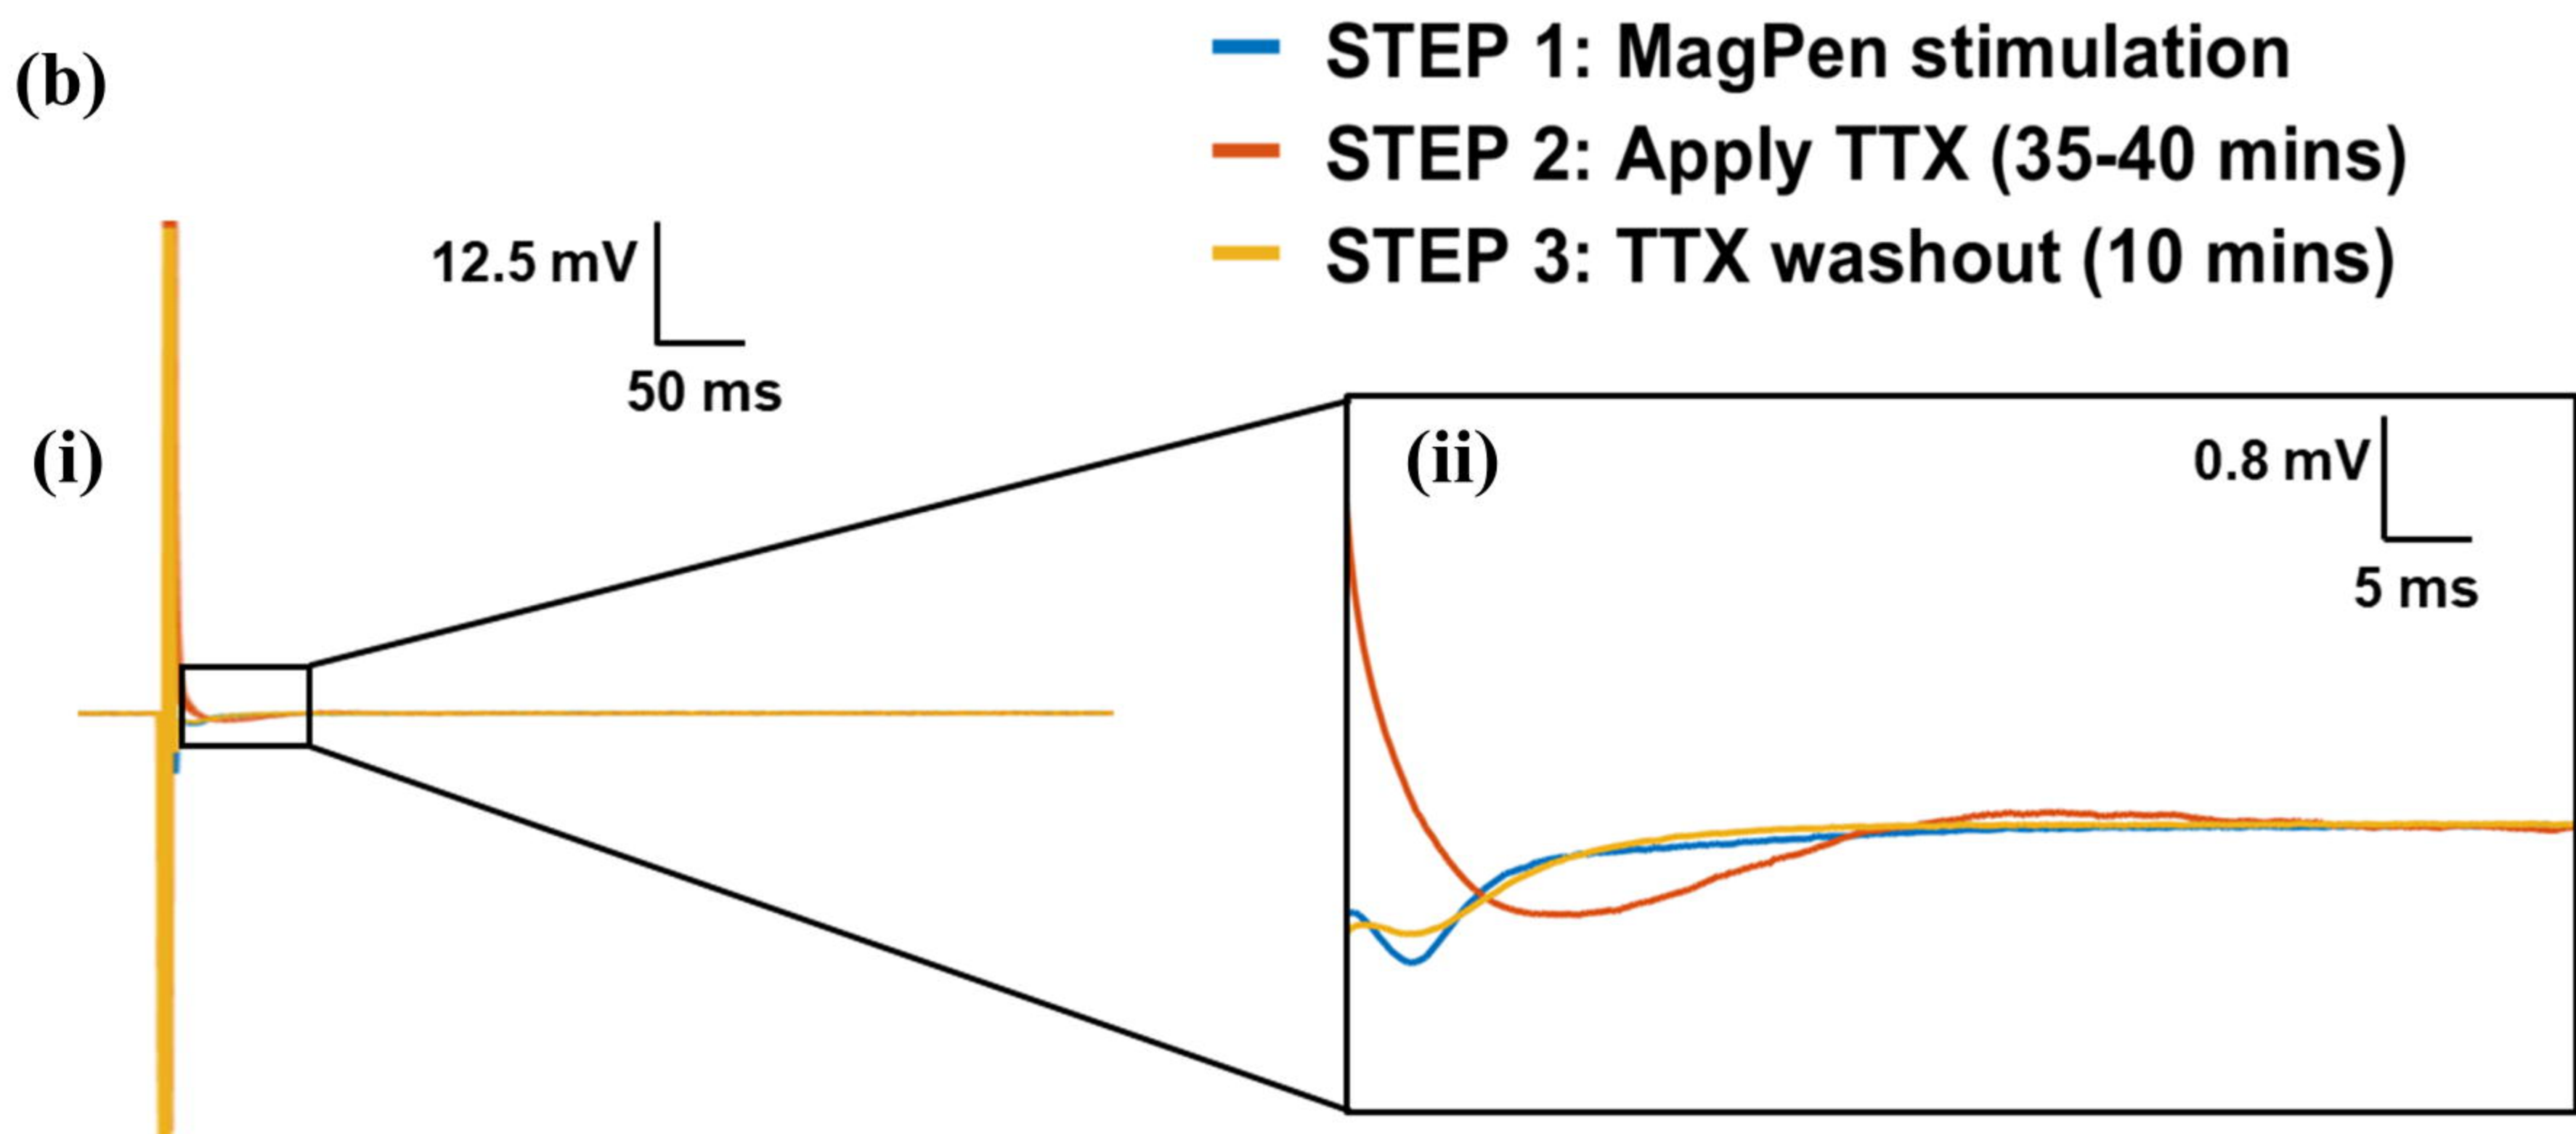 (b)
STEP 1: MagPen stimulation
STEP 2: Apply TTX (35-40 mins)
STEP 3: TTX washout (10 mins)
12.5 mV
50 ms
(i)
(ii)
0.8 mV
5 ms